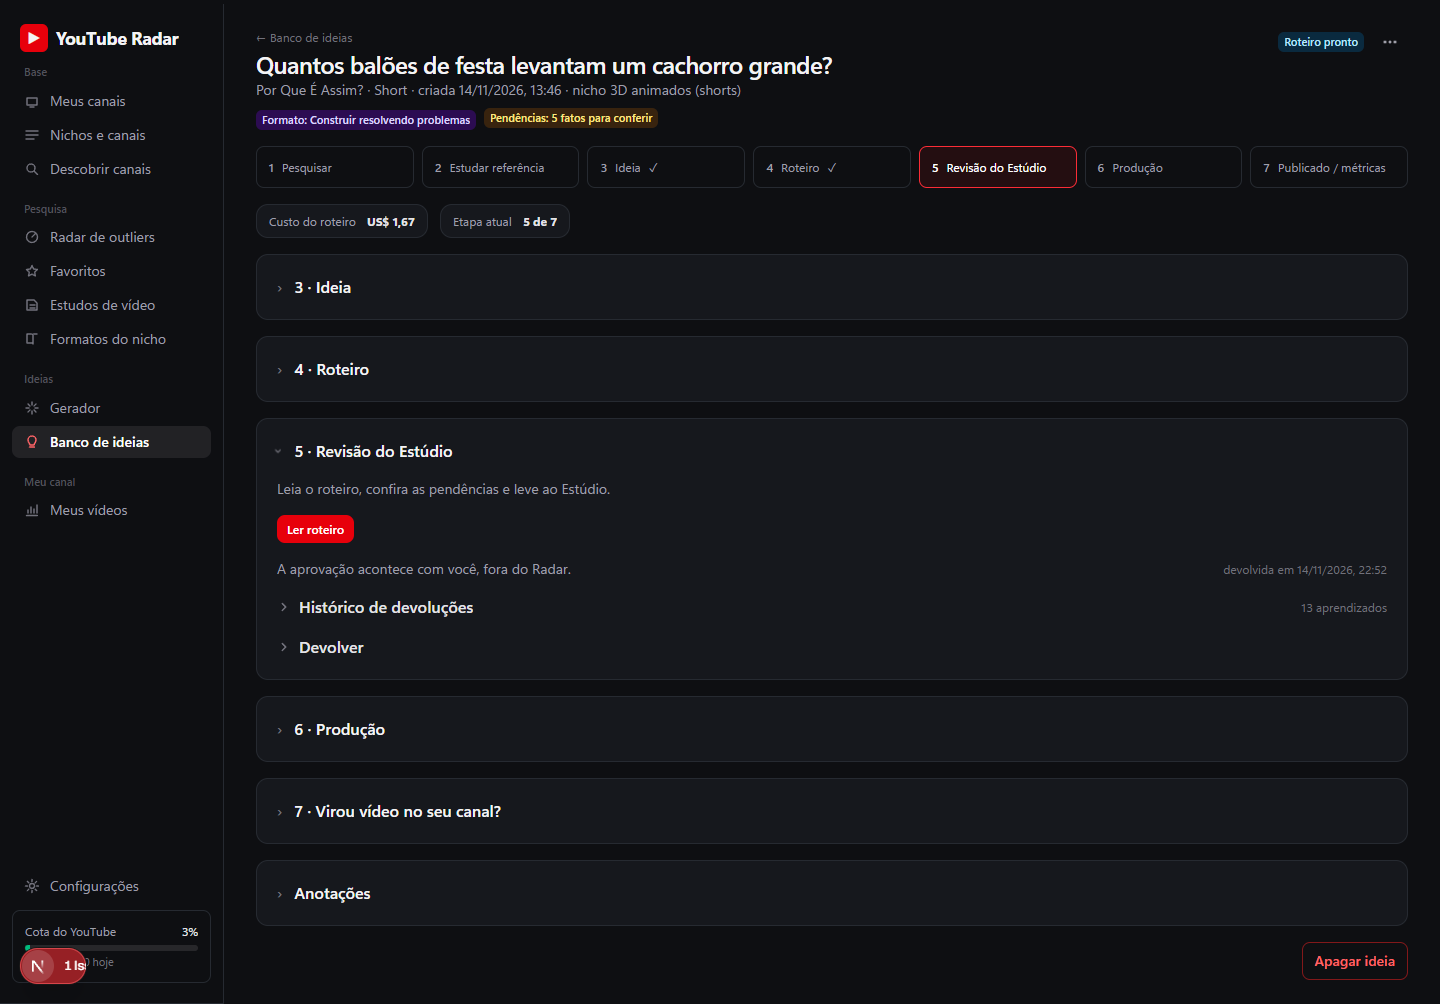 YouTube Radar
Base
Meus canais
Nichos e canais
Descobrir canais
Pesquisa
Radar de outliers
Favoritos
Estudos de vídeo
Formatos do nicho
Ideias
Gerador
Banco de ideias
Meu canal
Meus vídeos
Configurações
Cota do YouTube 3%
hoje
N 1
← Banco de ideias
Quantos balões de festa levantam um cachorro grande?
Por Que É Assim? · Short · criada 14/11/2026, 13:46 · nicho 3D animados (shorts)
Formato: Construir resolvendo problemas Pendências: 5 fatos para conferir
Roteiro pronto
1 Pesquisar
2 Estudar referência
3 Ideia ✓
4 Roteiro ✓
5 Revisão do Estúdio
6 Produção
7 Publicado / métricas
Custo do roteiro US$ 1,67
Etapa atual 5 de 7
3 · Ideia
4 · Roteiro
5 · Revisão do Estúdio
Leia o roteiro, confira as pendências e leve ao Estúdio.
Ler roteiro
A aprovação acontece com você, fora do Radar. devolvida em 14/11/2026, 22:52
Histórico de devoluções 13 aprendizados
Devolver
6 · Produção
7 · Virou vídeo no seu canal?
Anotações
Apagar ideia